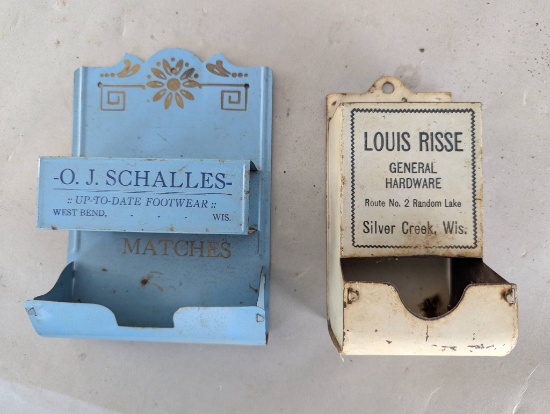 -O. J. SCHALLES-
:: UP-TO-DATE FOOTWEAR ::
WEST BEND, - - - - WIS.
MATCHES
LOUIS RISSE
GENERAL
HARDWARE
Route No. 2 Random Lake
Silver Creek, Wis.